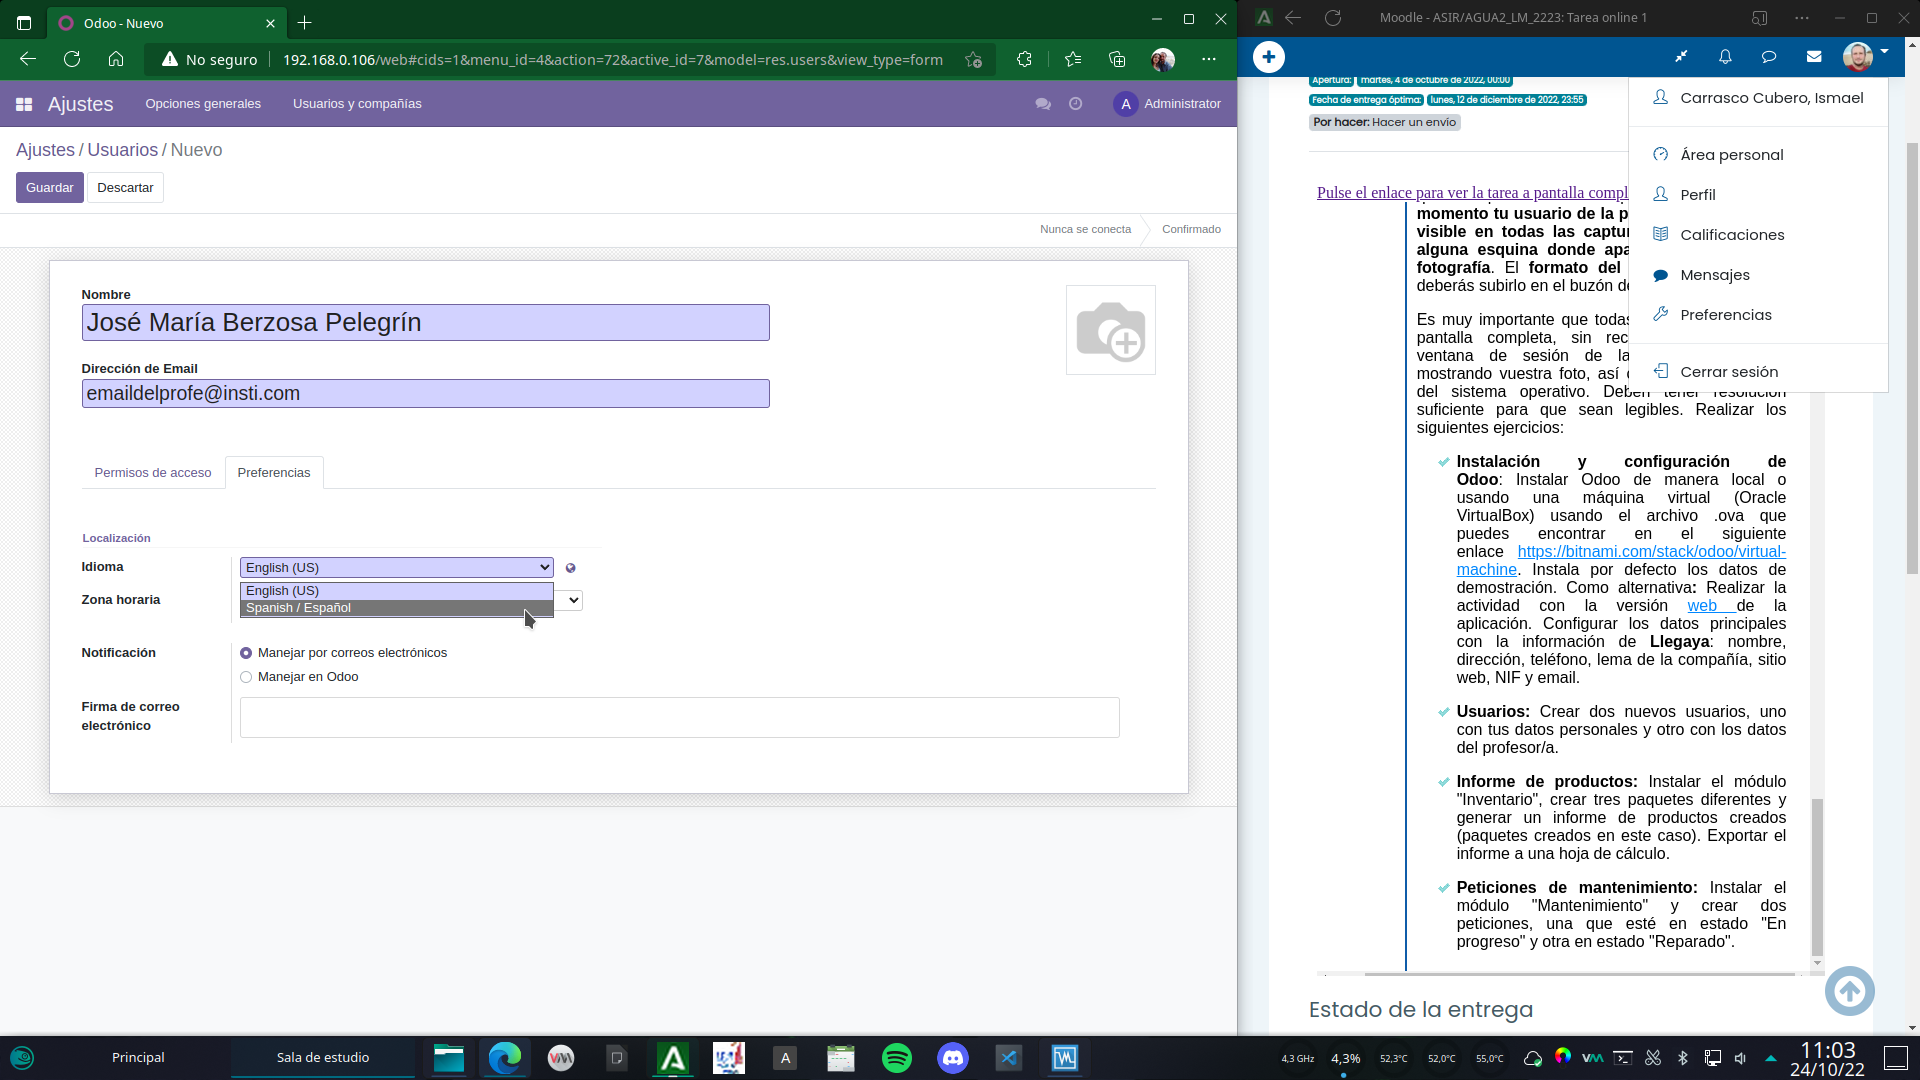 Odoo - Nuevo
No seguro
192.168.0.106/web#cids=1&menu_id=4&action=72&active_id=7&model=res.users&view_type=form
Ajustes
Opciones generales
Usuarios y compañías
A Administrator
Ajustes / Usuarios / Nuevo
Guardar
Descartar
Nunca se conecta
Confirmado
Nombre
José María Berzosa Pelegrín
Dirección de Email
emaildelprofe@insti.com
Permisos de acceso
Preferencias
Localización
Idioma
English (US)
English (US)
Spanish / Español
Zona horaria
Notificación
Manejar por correos electrónicos
Manejar en Odoo
Firma de correo
electrónico
Moodle - ASIR/AGUA2_LM_2223: Tarea online 1
Apertura: martes, 4 de octubre de 2022, 00:00
Fecha de entrega óptima: lunes, 12 de diciembre de 2022, 23:55
Por hacer: Hacer un envío
Carrasco Cubero, Ismael
Área personal
Perfil
Calificaciones
Mensajes
Preferencias
Cerrar sesión
Pulse el enlace para ver la tarea a pantalla compl
momento tu usuario de la p
visible en todas las captur
alguna esquina donde apa
fotografía. El formato del
deberás subirlo en el buzón de
Es muy importante que todas
pantalla completa, sin rec
ventana de sesión de la
mostrando vuestra foto, así
del sistema operativo. Deben tener resolución
suficiente para que sean legibles. Realizar los
siguientes ejercicios:
Instalación y configuración de
Odoo: Instalar Odoo de manera local o
usando una máquina virtual (Oracle
VirtualBox) usando el archivo .ova que
puedes encontrar en el siguiente
enlace https://bitnami.com/stack/odoo/virtual-
machine. Instala por defecto los datos de
demostración. Como alternativa: Realizar la
actividad con la versión web de la
aplicación. Configurar los datos principales
con la información de Llegaya: nombre,
dirección, teléfono, lema de la compañía, sitio
web, NIF y email.
Usuarios: Crear dos nuevos usuarios, uno
con tus datos personales y otro con los datos
del profesor/a.
Informe de productos: Instalar el módulo
"Inventario", crear tres paquetes diferentes y
generar un informe de productos creados
(paquetes creados en este caso). Exportar el
informe a una hoja de cálculo.
Peticiones de mantenimiento: Instalar el
módulo "Mantenimiento" y crear dos
peticiones, una que esté en estado "En
progreso" y otra en estado "Reparado".
Estado de la entrega
Principal
Sala de estudio
A
4,3 GHz
4,3%
52,3°C
52,0°C
55,0°C
11:03
24/10/22